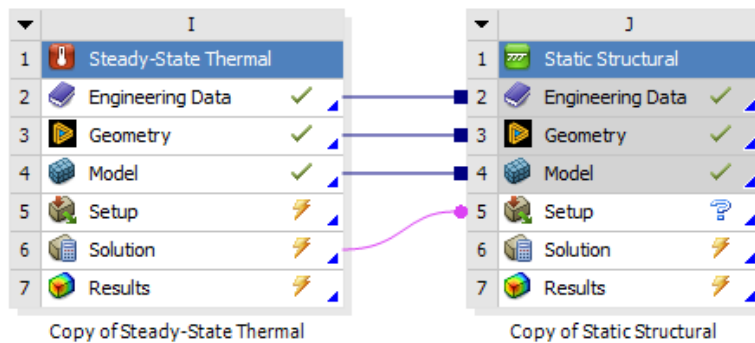 I
1 Steady-State Thermal
2 Engineering Data
3 Geometry
4 Model
5 Setup
6 Solution
7 Results
Copy of Steady-State Thermal
J
1 Static Structural
2 Engineering Data
3 Geometry
4 Model
5 Setup
6 Solution
7 Results
Copy of Static Structural